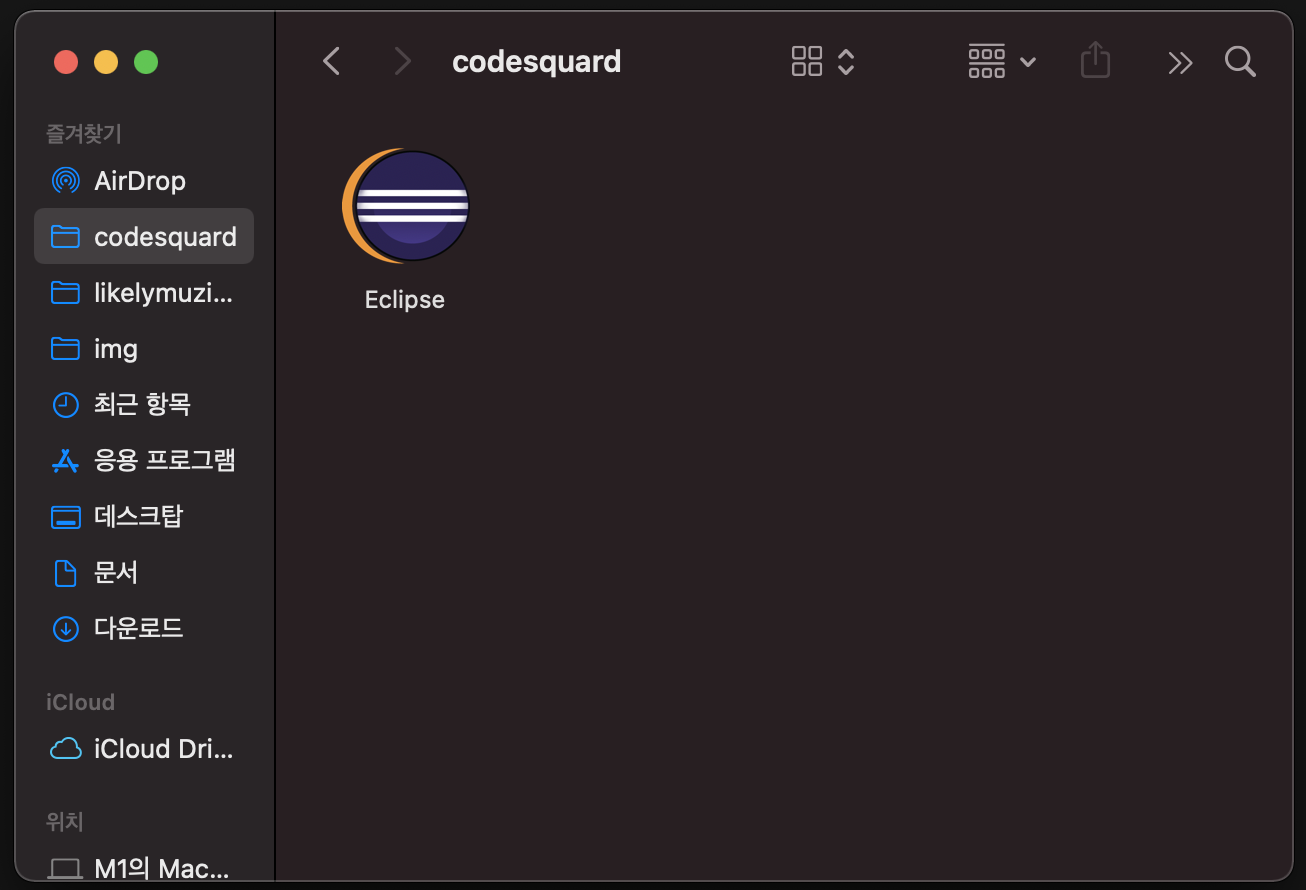 codesquard
즐겨찾기
AirDrop
codesquard
likelymuzi...
img
최근 항목
응용 프로그램
데스크탑
문서
다운로드
iCloud
iCloud Dri...
위치
M1의 Mac...
Eclipse